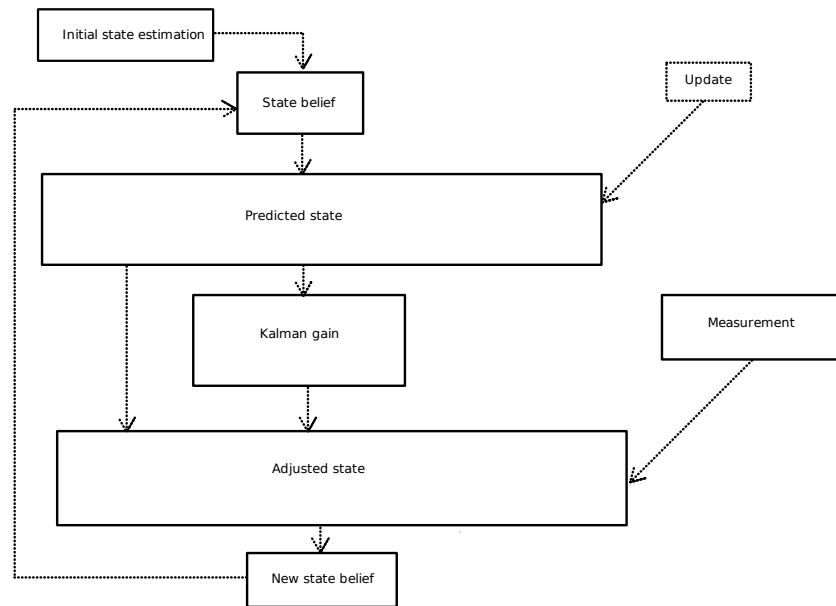 Initial state estimation
State belief
Update
Predicted state
Kalman gain
Measurement
Adjusted state
New state belief